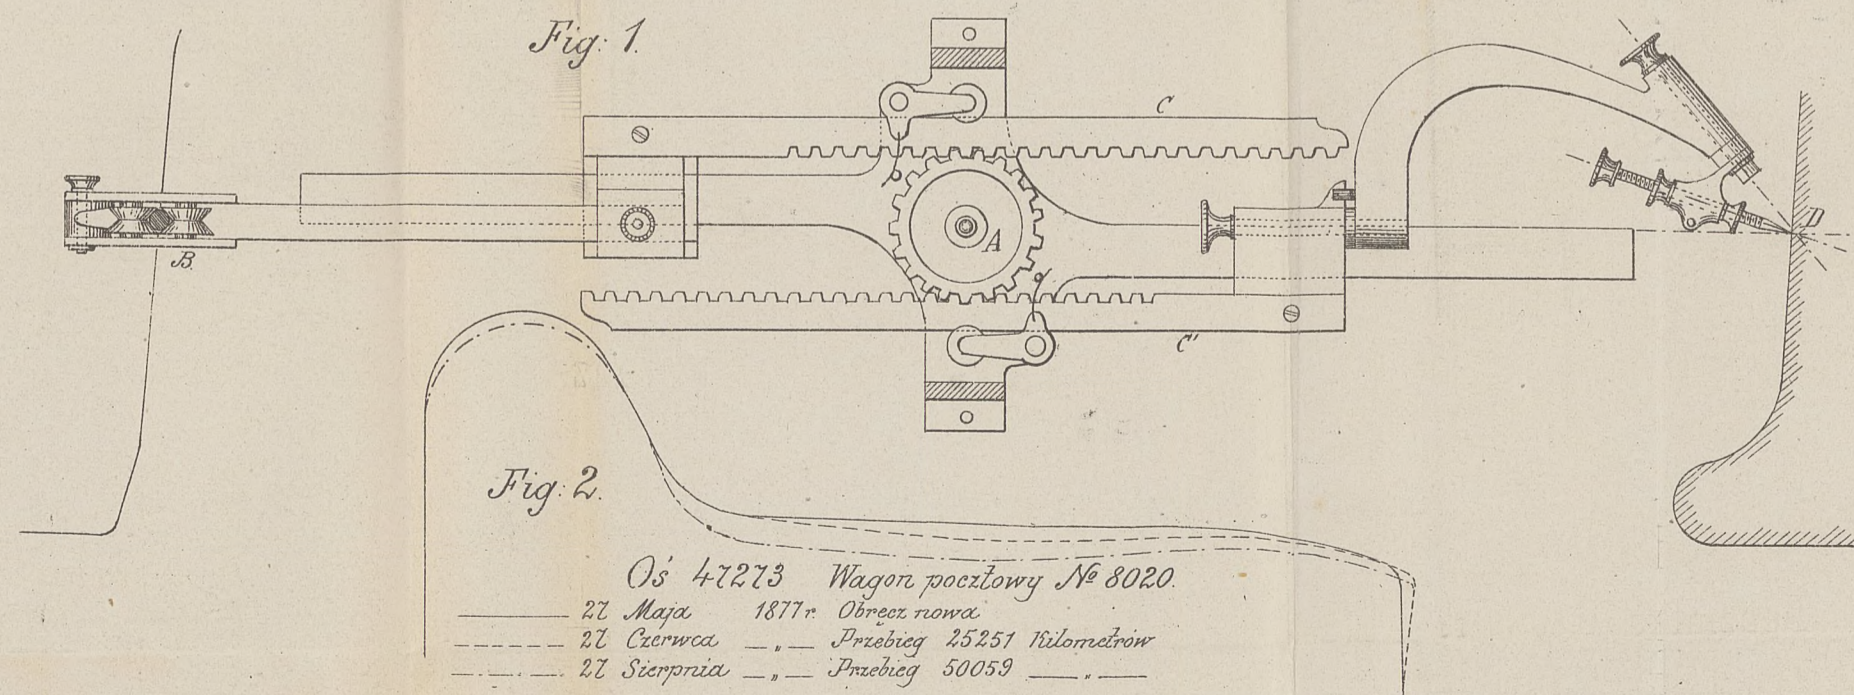 Fig: 1.
C
A
B.
D
C'
Fig: 2.
Oś 47273 Wagon pocztowy № 8020.
27 Maja 1877 r. Obręcz nowa
27 Czerwca — „ — Przebieg 25251 Kilometrów
27 Sierpnia — „ — Przebieg 50059 — „ —